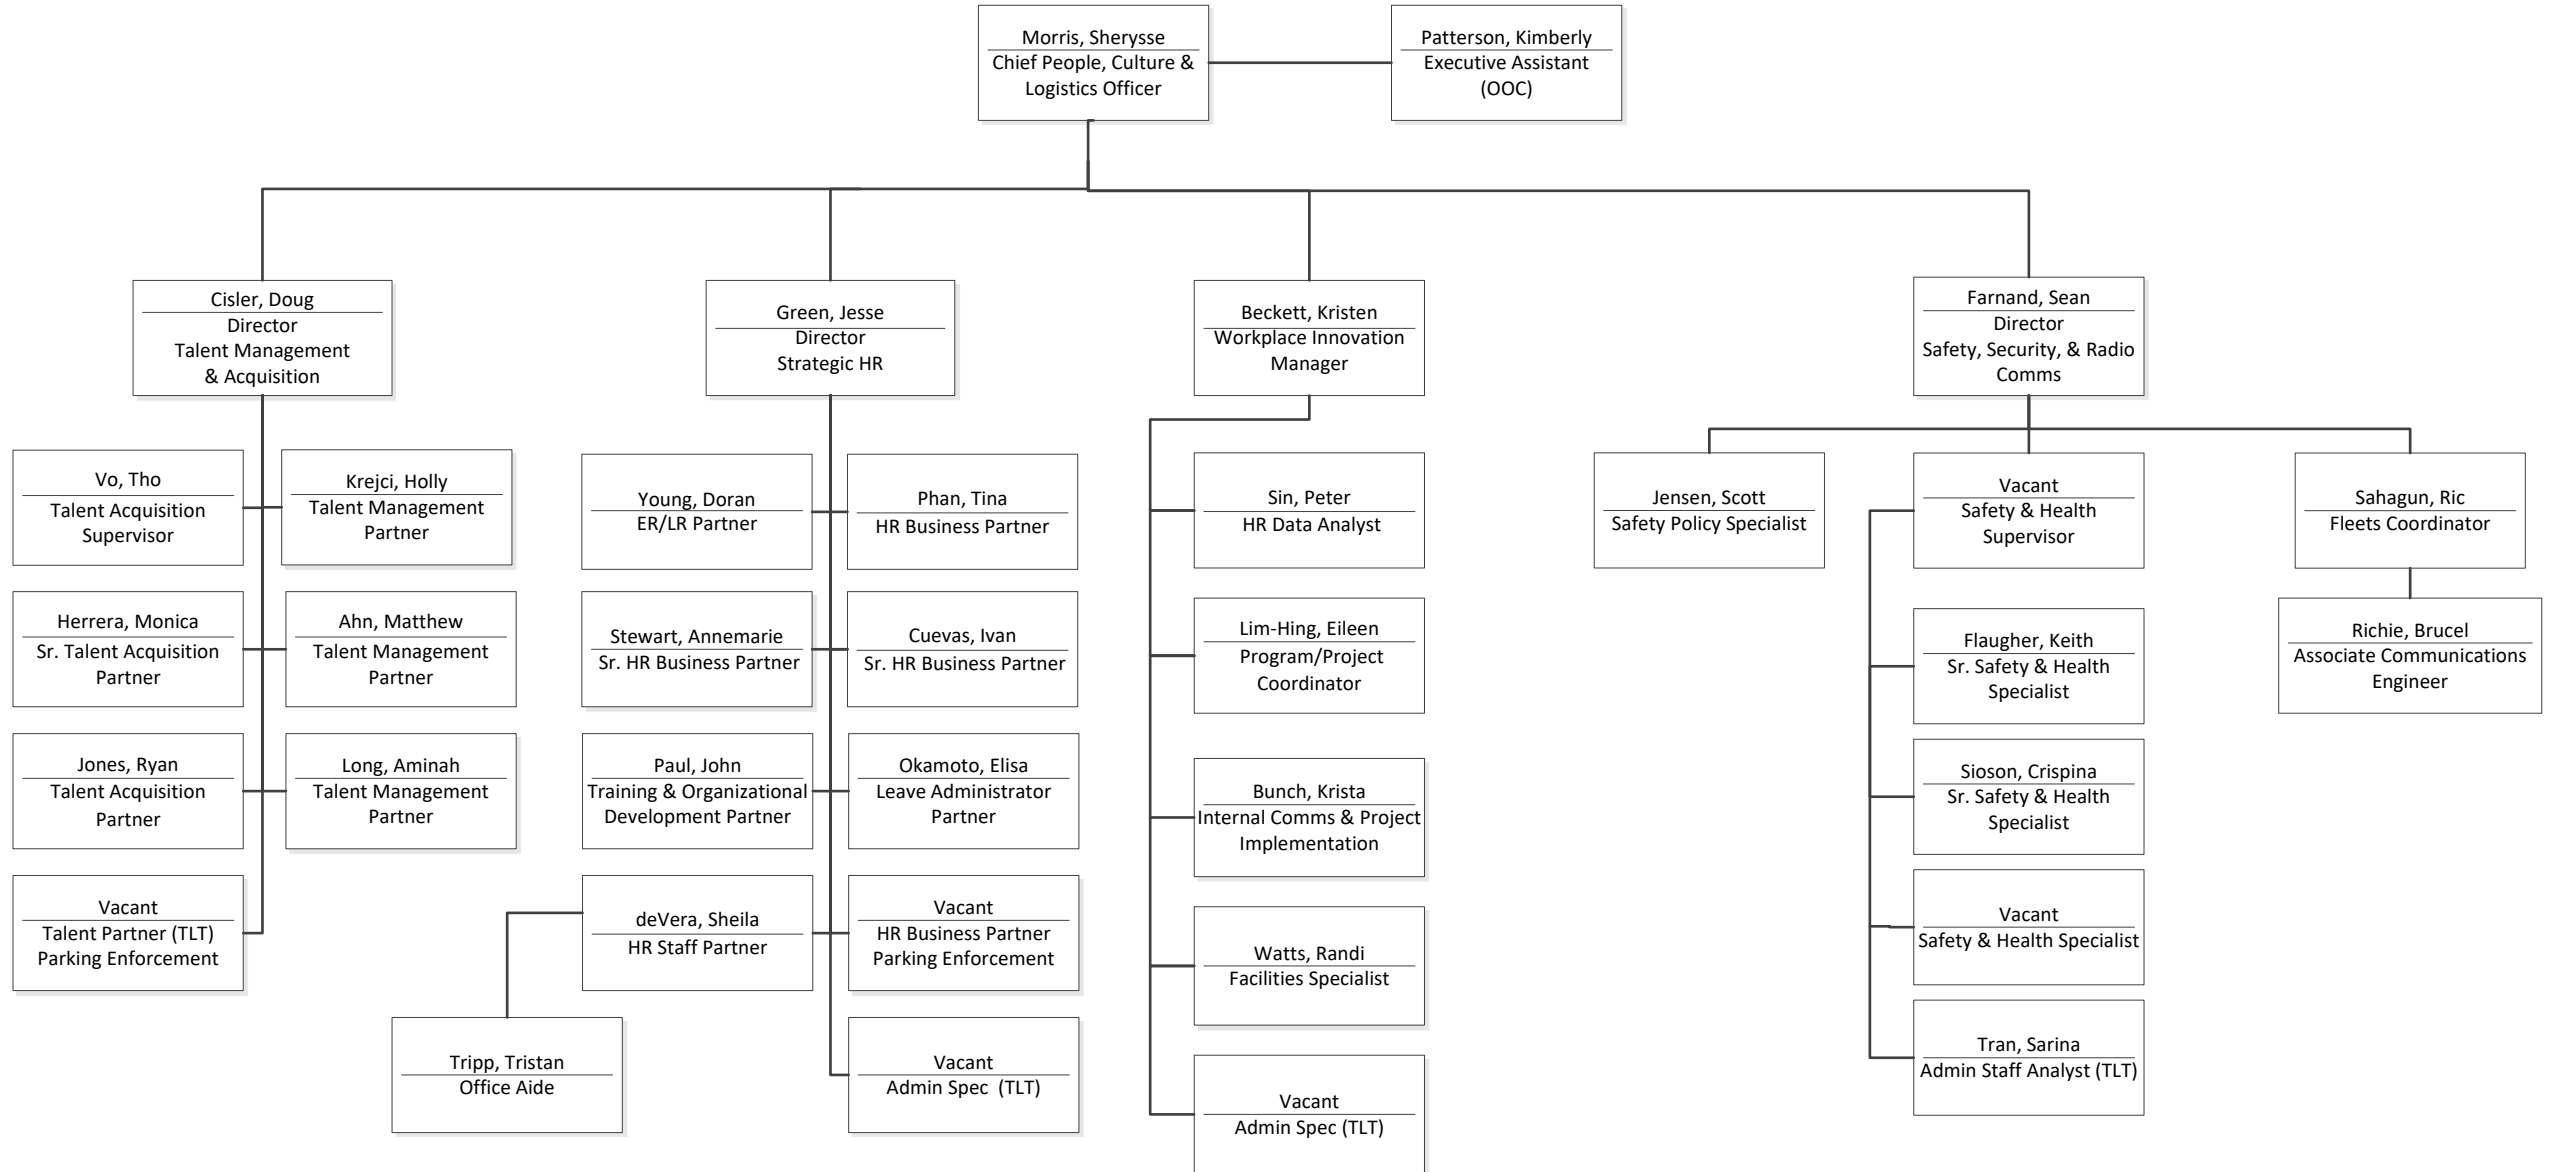 Morris, Sherysse
Chief People, Culture &
Logistics Officer
Patterson, Kimberly
Executive Assistant
(OOC)
Cisler, Doug
Director
Talent Management
& Acquisition
Green, Jesse
Director
Strategic HR
Beckett, Kristen
Workplace Innovation
Manager
Farnand, Sean
Director
Safety, Security, & Radio
Comms
Vo, Tho
Talent Acquisition
Supervisor
Krejci, Holly
Talent Management
Partner
Herrera, Monica
Sr. Talent Acquisition
Partner
Ahn, Matthew
Talent Management
Partner
Jones, Ryan
Talent Acquisition
Partner
Long, Aminah
Talent Management
Partner
Vacant
Talent Partner (TLT)
Parking Enforcement
Young, Doran
ER/LR Partner
Phan, Tina
HR Business Partner
Stewart, Annemarie
Sr. HR Business Partner
Cuevas, Ivan
Sr. HR Business Partner
Paul, John
Training & Organizational
Development Partner
Okamoto, Elisa
Leave Administrator
Partner
deVera, Sheila
HR Staff Partner
Vacant
HR Business Partner
Parking Enforcement
Tripp, Tristan
Office Aide
Vacant
Admin Spec (TLT)
Sin, Peter
HR Data Analyst
Lim-Hing, Eileen
Program/Project
Coordinator
Bunch, Krista
Internal Comms & Project
Implementation
Watts, Randi
Facilities Specialist
Vacant
Admin Spec (TLT)
Jensen, Scott
Safety Policy Specialist
Vacant
Safety & Health
Supervisor
Flaugher, Keith
Sr. Safety & Health
Specialist
Sioson, Crispina
Sr. Safety & Health
Specialist
Vacant
Safety & Health Specialist
Tran, Sarina
Admin Staff Analyst (TLT)
Sahagun, Ric
Fleets Coordinator
Richie, Brucel
Associate Communications
Engineer